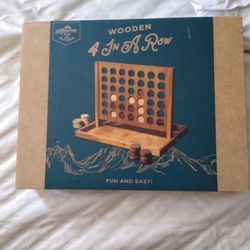 WOODEN
4 In A Row
FUN AND EASY!